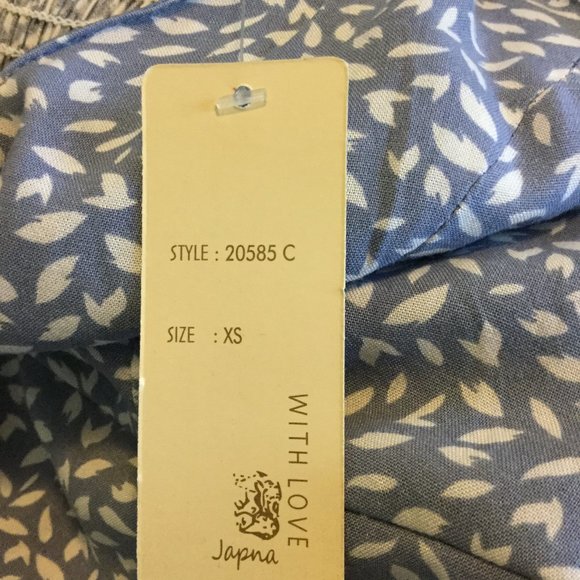 STYLE : 20585 C
SIZE : XS
WITH LOVE
Japna